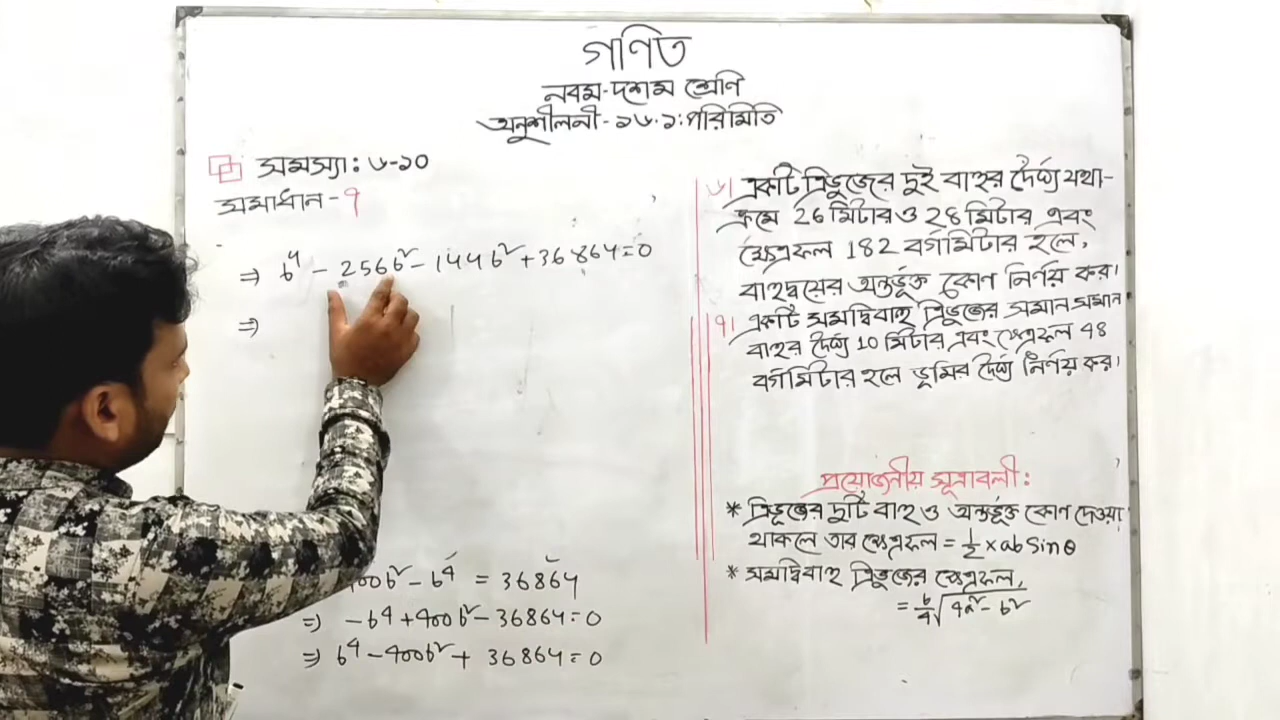 গণিত
নবম-দশম শ্রেণি
অনুশীলনী-১৬.১:পরিমিতি
সমস্যা: ৬-১০
সমাধান-৭
⇒ b⁴ - 256b² - 144b² + 36864 = 0
⇒
400b² - b⁴ = 36864
⇒ -b⁴ + 400b² - 36864 = 0
⇒ b⁴ - 400b² + 36864 = 0
৬। একটি ত্রিভুজের দুই বাহুর দৈর্ঘ্য যথা-
ক্রমে 26 মিটার ও 28 মিটার এবং
ক্ষেত্রফল 182 বর্গমিটার হলে,
বাহুদ্বয়ের অন্তর্ভূক্ত কোণ নির্ণয় কর।
৭। একটি সমদ্বিবাহু ত্রিভুজের সমান সমান
বাহুর দৈর্ঘ্য 10 মিটার এবং ক্ষেত্রফল 48
বর্গমিটার হলে ভূমির দৈর্ঘ্য নির্ণয় কর।
প্রয়োজনীয় সূত্রাবলী:
* ত্রিভূজের দুটি বাহু ও অন্তর্ভূক্ত কোণ দেওয়া
থাকলে তার ক্ষেত্রফল = ½ × ab Sin θ
* সমদ্বিবাহু ত্রিভুজের ক্ষেত্রফল,
= b/4 √4a² - b²